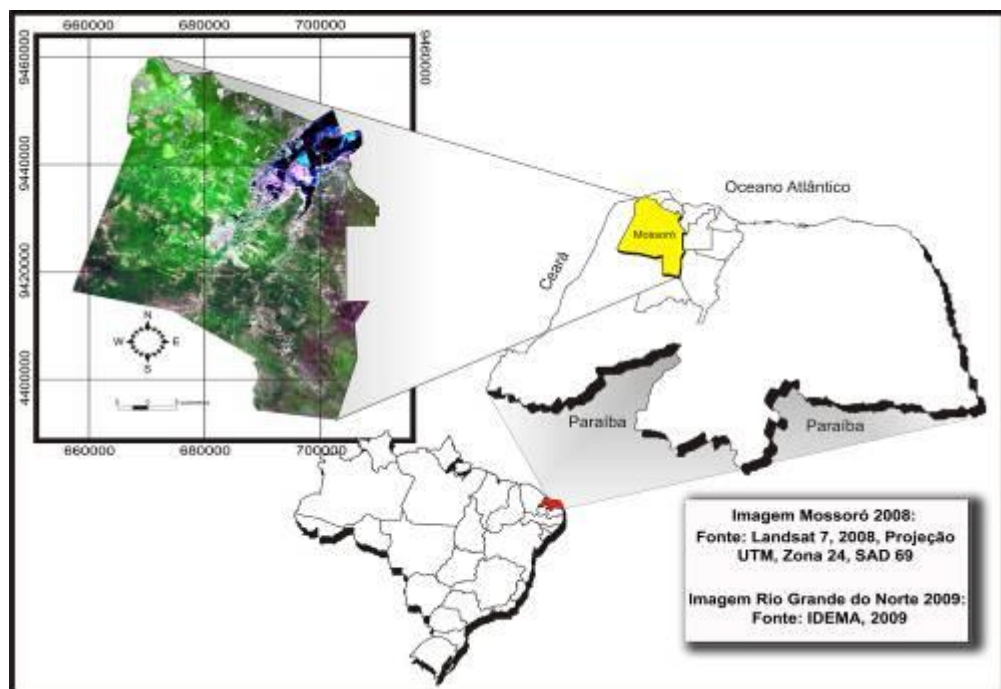 660000 680000 700000
9460000
9460000
9440000
9420000
4400000
N
W E
S
660000 680000 700000
Oceano Atlântico
Mossoró
Ceará
Paraíba
Paraíba
Imagem Mossoró 2008:
Fonte: Landsat 7, 2008, Projeção
UTM, Zona 24, SAD 69
Imagem Rio Grande do Norte 2009:
Fonte: IDEMA, 2009